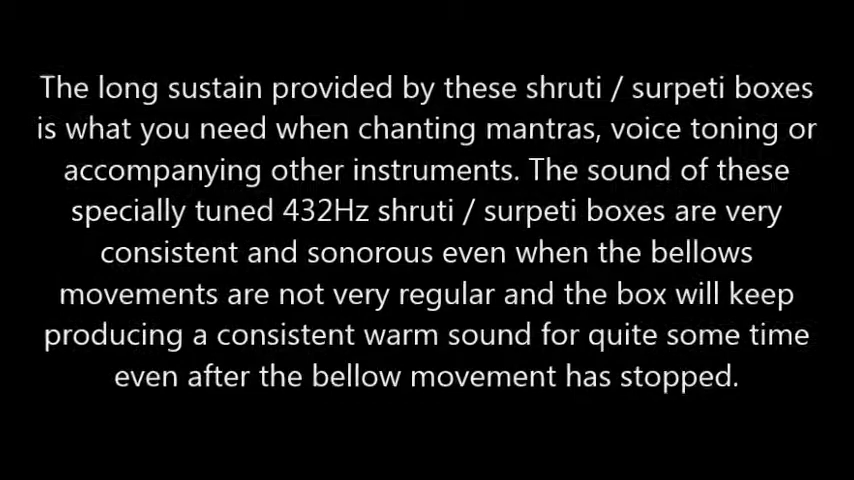 The long sustain provided by these shruti / surpeti boxes
is what you need when chanting mantras, voice toning or
accompanying other instruments. The sound of these
specially tuned 432Hz shruti / surpeti boxes are very
consistent and sonorous even when the bellows
movements are not very regular and the box will keep
producing a consistent warm sound for quite some time
even after the bellow movement has stopped.